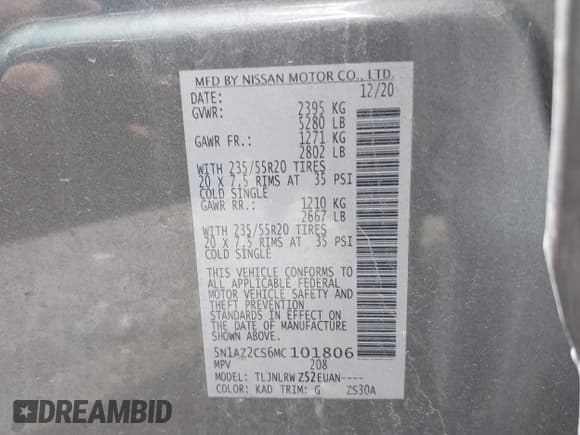 MFD BY NISSAN MOTOR CO., LTD.
DATE: 12/20
GVWR: 2395 KG
5280 LB
GAWR FR.: 1271 KG
2802 LB
WITH 235/55R20 TIRES
20 X 7.5 RIMS AT 35 PSI
COLD SINGLE
GAWR RR.: 1210 KG
2667 LB
WITH 235/55R20 TIRES
20 X 7.5 RIMS AT 35 PSI
COLD SINGLE
THIS VEHICLE CONFORMS TO
ALL APPLICABLE FEDERAL
MOTOR VEHICLE SAFETY AND
THEFT PREVENTION
STANDARDS IN EFFECT ON
THE DATE OF MANUFACTURE
SHOWN ABOVE.
5N1AZ2CS6MC101806
MPV 208
MODEL: TLJNLRW Z52EUAN----
COLOR: KAD TRIM: G ZS30A
DREAMBID
.COM